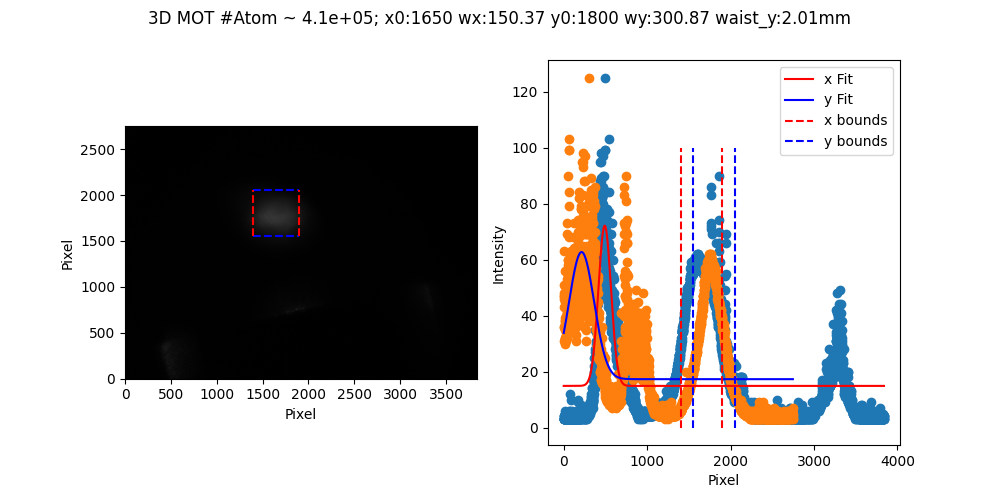 3D MOT #Atom ~ 4.1e+05; x0:1650 wx:150.37 y0:1800 wy:300.87 waist_y:2.01mm
2500
2000
1500
1000
500
0
Pixel
0 500 1000 1500 2000 2500 3000 3500
Pixel
120
100
80
60
40
20
0
Intensity
0 1000 2000 3000 4000
Pixel
x Fit
y Fit
x bounds
y bounds